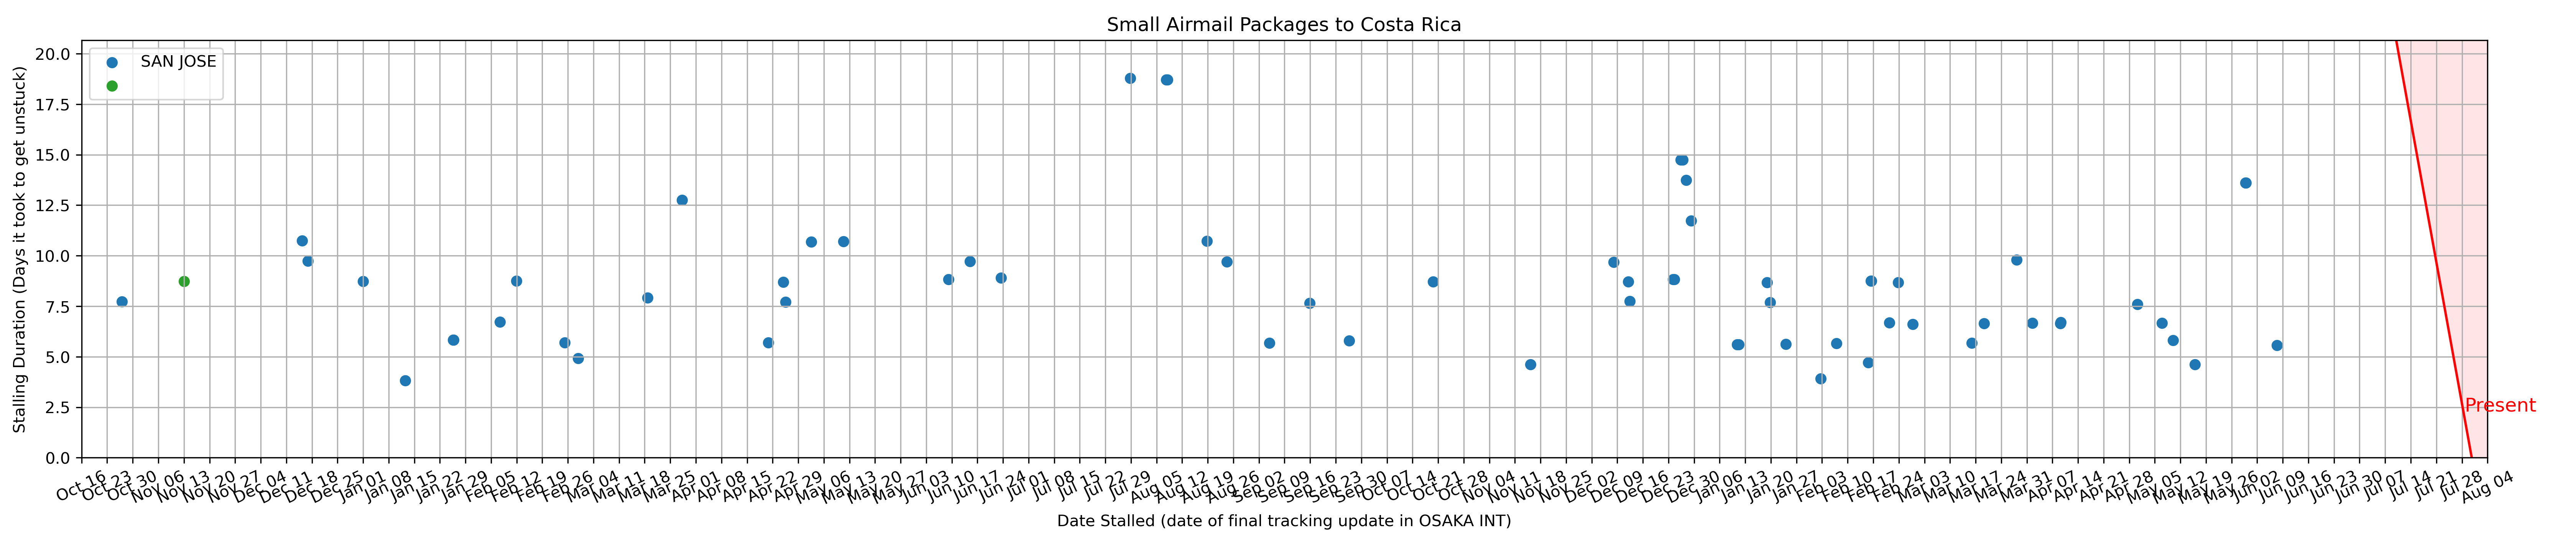 Small Airmail Packages to Costa Rica
SAN JOSE
Stalling Duration (Days it took to get unstuck)
20.0
17.5
15.0
12.5
10.0
7.5
5.0
2.5
0.0
Present
Oct 16 Oct 23 Oct 30 Nov 06 Nov 13 Nov 20 Nov 27 Dec 04 Dec 11 Dec 18 Dec 25 Jan 01 Jan 08 Jan 15 Jan 22 Jan 29 Feb 05 Feb 12 Feb 19 Feb 26 Mar 04 Mar 11 Mar 18 Mar 25 Apr 01 Apr 08 Apr 15 Apr 22 Apr 29 May 06 May 13 May 20 May 27 Jun 03 Jun 10 Jun 17 Jun 24 Jul 01 Jul 08 Jul 15 Jul 22 Jul 29 Aug 05 Aug 12 Aug 19 Aug 26 Sep 02 Sep 09 Sep 16 Sep 23 Sep 30 Oct 07 Oct 14 Oct 21 Oct 28 Nov 04 Nov 11 Nov 18 Nov 25 Dec 02 Dec 09 Dec 16 Dec 23 Dec 30 Jan 06 Jan 13 Jan 20 Jan 27 Feb 03 Feb 10 Feb 17 Feb 24 Mar 03 Mar 10 Mar 17 Mar 24 Mar 31 Apr 07 Apr 14 Apr 21 Apr 28 May 05 May 12 May 19 May 26 Jun 02 Jun 09 Jun 16 Jun 23 Jun 30 Jul 07 Jul 14 Jul 21 Jul 28 Aug 04
Date Stalled (date of final tracking update in OSAKA INT)